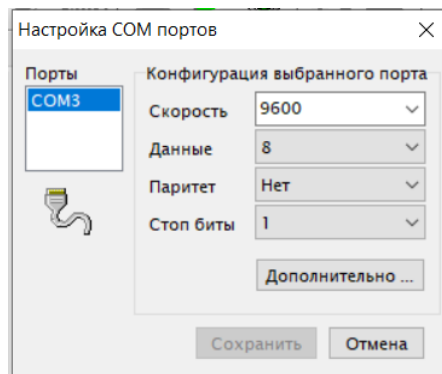 Настройка COM портов
Порты
COM3
Конфигурация выбранного порта
Скорость 9600
Данные 8
Паритет Нет
Стоп биты 1
Дополнительно ...
Сохранить Отмена